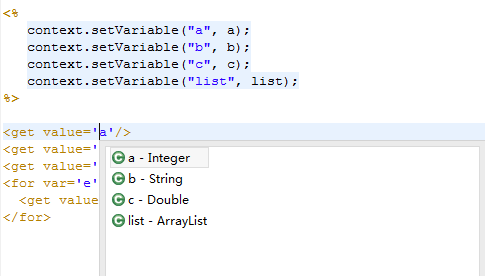 <%
context.setVariable("a", a);
context.setVariable("b", b);
context.setVariable("c", c);
context.setVariable("list", list);
%>
<get value='a'/>
<get value='
<get value='
<for var='e'
<get value
</for>
a - Integer
b - String
c - Double
list - ArrayList